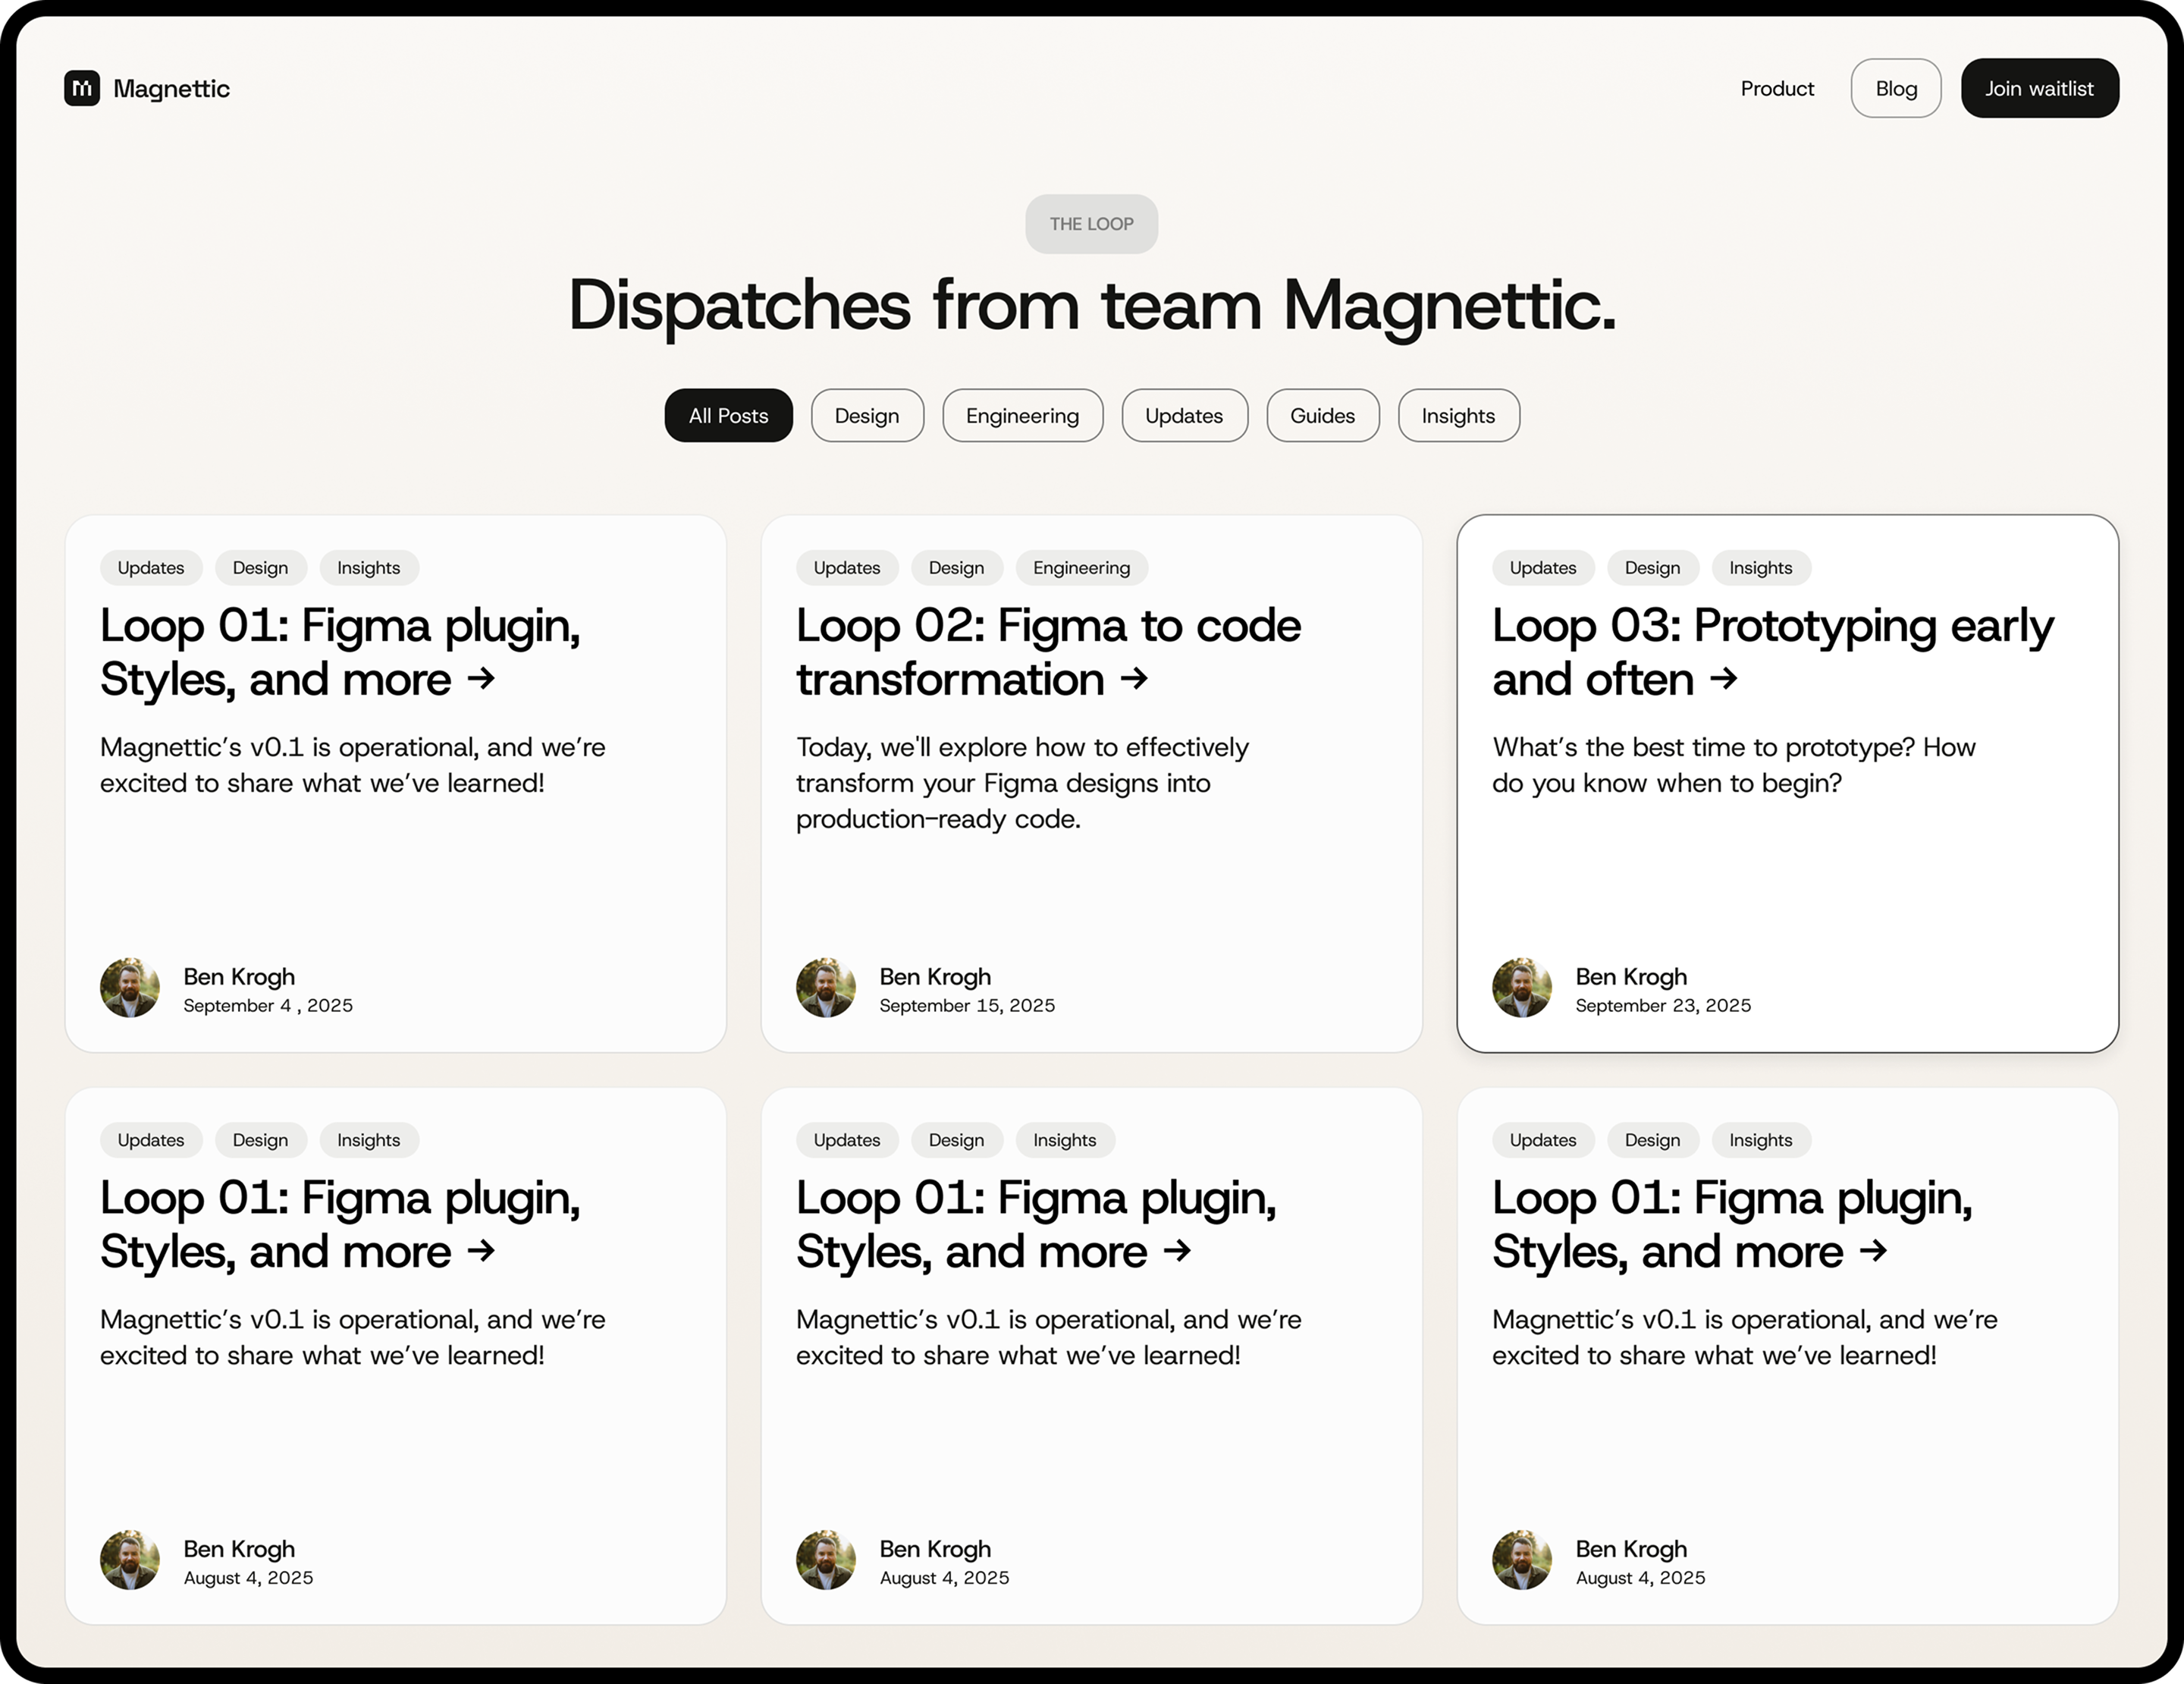 Magnettic
Product
Blog
Join waitlist
THE LOOP
Dispatches from team Magnettic.
All Posts
Design
Engineering
Updates
Guides
Insights
Updates
Design
Insights
Loop 01: Figma plugin,
Styles, and more →
Magnettic’s v0.1 is operational, and we’re
excited to share what we’ve learned!
Ben Krogh
September 4 , 2025
Updates
Design
Engineering
Loop 02: Figma to code
transformation →
Today, we'll explore how to effectively
transform your Figma designs into
production-ready code.
Ben Krogh
September 15, 2025
Updates
Design
Insights
Loop 03: Prototyping early
and often →
What’s the best time to prototype? How
do you know when to begin?
Ben Krogh
September 23, 2025
Updates
Design
Insights
Loop 01: Figma plugin,
Styles, and more →
Magnettic’s v0.1 is operational, and we’re
excited to share what we’ve learned!
Ben Krogh
August 4, 2025
Updates
Design
Insights
Loop 01: Figma plugin,
Styles, and more →
Magnettic’s v0.1 is operational, and we’re
excited to share what we’ve learned!
Ben Krogh
August 4, 2025
Updates
Design
Insights
Loop 01: Figma plugin,
Styles, and more →
Magnettic’s v0.1 is operational, and we’re
excited to share what we’ve learned!
Ben Krogh
August 4, 2025